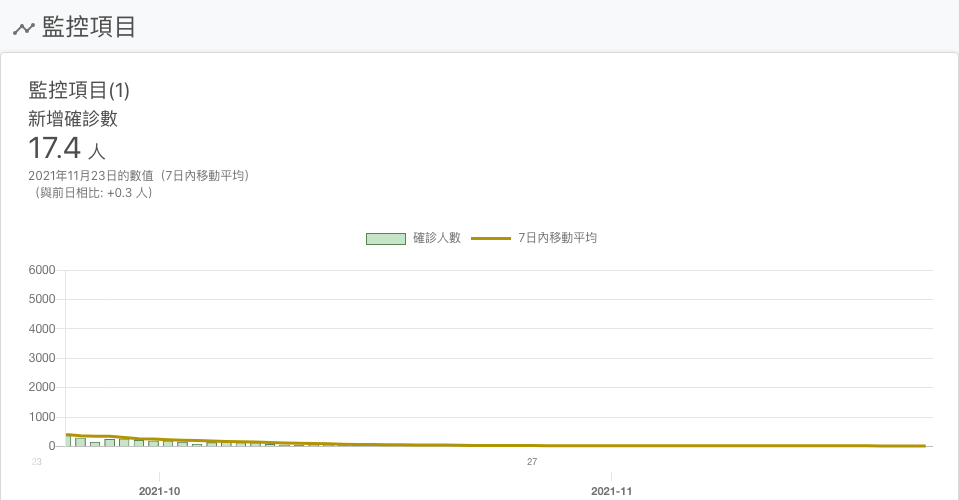 監控項目
監控項目(1)
新增確診數
17.4 人
2021年11月23日的數值（7日內移動平均）
（與前日相比: +0.3 人）
確診人數 7日內移動平均
6000
5000
4000
3000
2000
1000
0
23 27
2021-10 2021-11